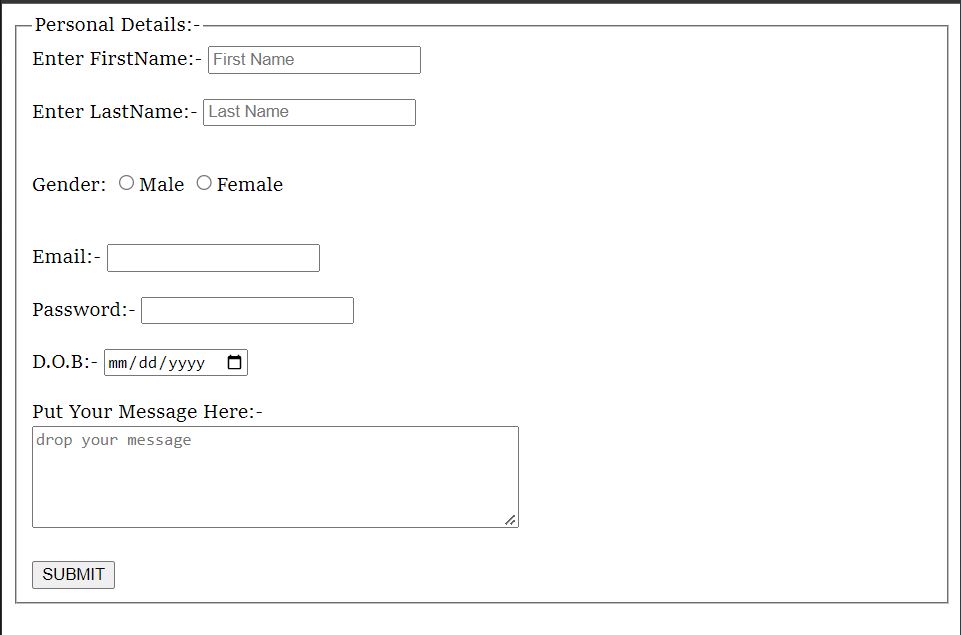 Personal Details:-
Enter FirstName:- First Name
Enter LastName:- Last Name
Gender: Male Female
Email:-
Password:-
D.O.B:- mm/dd/yyyy
Put Your Message Here:-
drop your message
SUBMIT